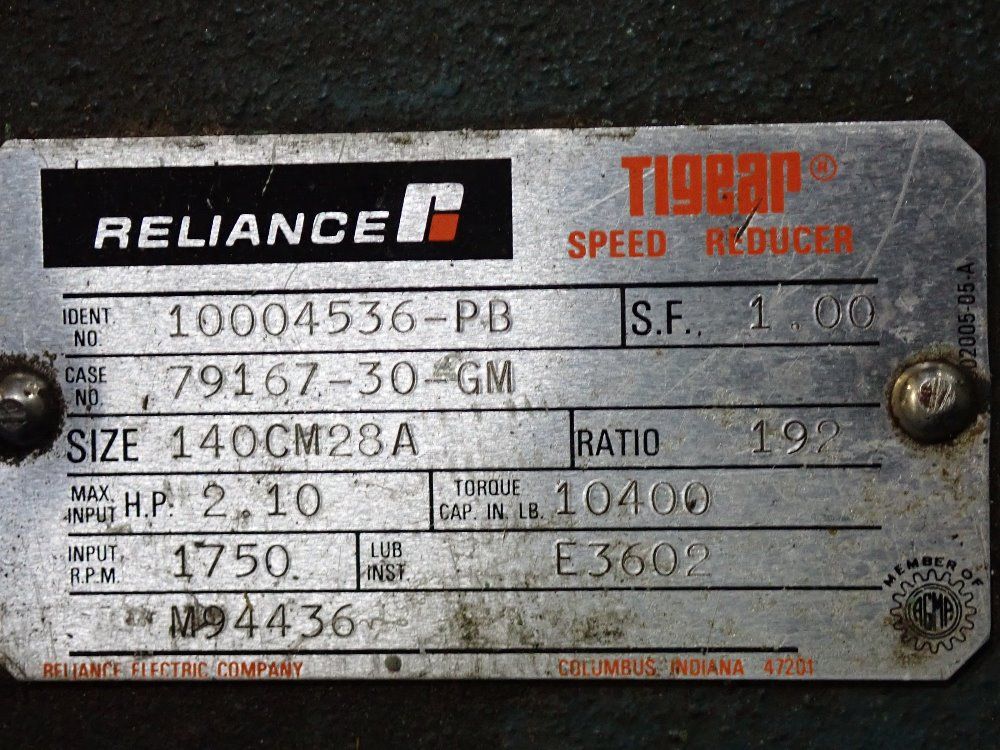 RELIANCE
TIGEAR®
SPEED REDUCER
IDENT. NO. 10004536-PB S.F. 1.00
CASE NO. 79167-30-GM
SIZE 140CM28A RATIO 192
MAX. INPUT H.P. 2.10 TORQUE CAP. IN. LB. 10400
INPUT R.P.M. 1750 LUB INST. E3602
M94436
RELIANCE ELECTRIC COMPANY COLUMBUS, INDIANA 47201
MEMBER OF AGMA
02005-05-A